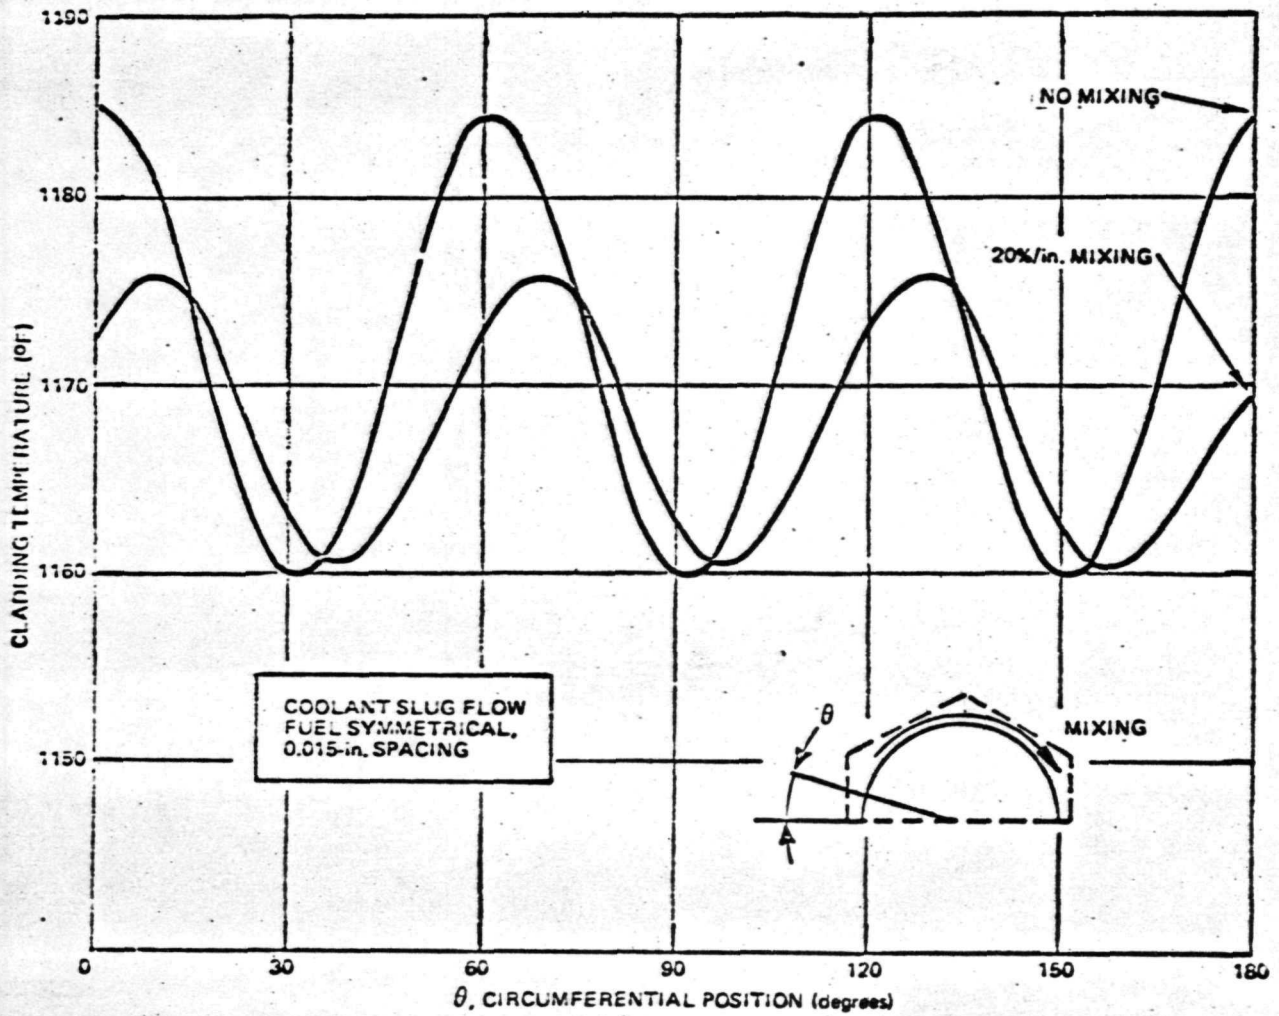 1190
NO MIXING
1180
20%/in. MIXING
1170
CLADDING TEMPERATURE (ºF)
1160
COOLANT SLUG FLOW
FUEL SYMMETRICAL,
0.015-in. SPACING
θ
MIXING
1150
0 30 60 90 120 150 180
θ, CIRCUMFERENTIAL POSITION (degrees)